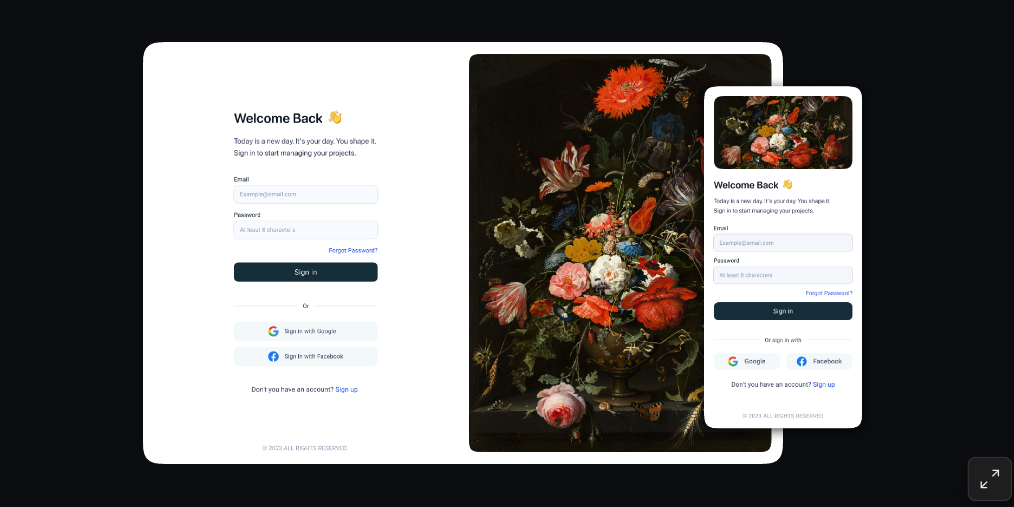 Welcome Back 👋
Today is a new day. It's your day. You shape it.
Sign in to start managing your projects.
Email
Example@email.com
Password
At least 8 characters
Forgot Password?
Sign in
Or
Sign in with Google
Sign in with Facebook
Don't you have an account? Sign up
© 2023 ALL RIGHTS RESERVED
Welcome Back 👋
Today is a new day. It's your day. You shape it.
Sign in to start managing your projects.
Email
Example@email.com
Password
At least 8 characters
Forgot Password?
Sign in
Or sign in with
Google
Facebook
Don't you have an account? Sign up
© 2023 ALL RIGHTS RESERVED